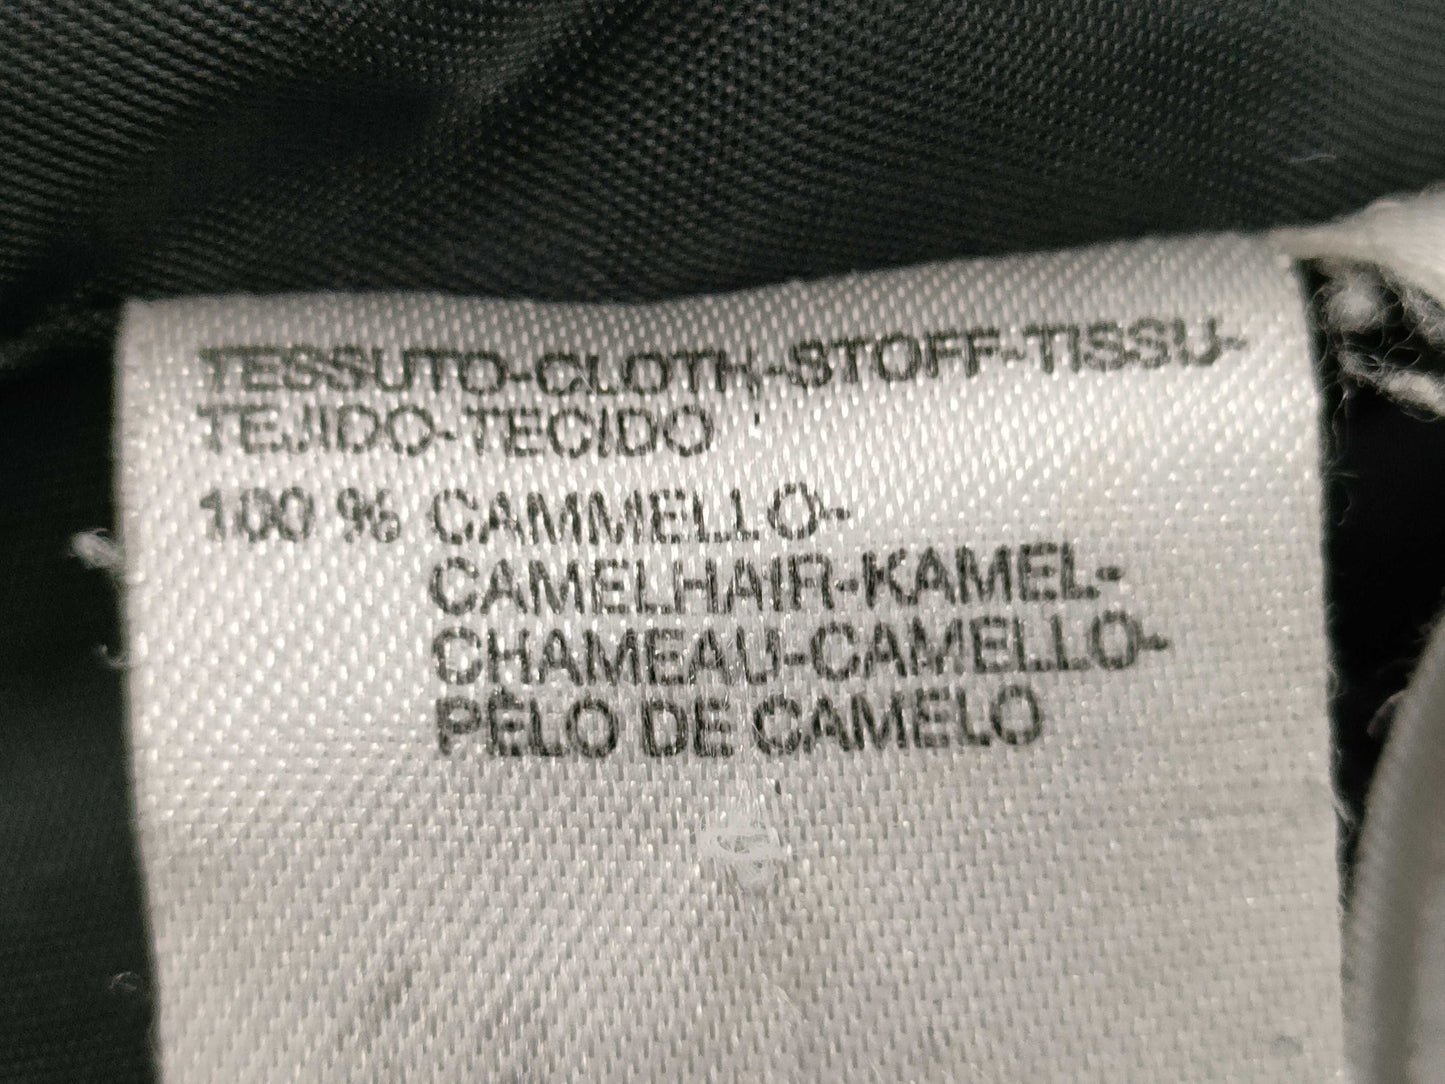 TESSUTO-CLOTH-STOFF-TISSU-
TEJIDO-TECIDO
100 % CAMMELLO-
CAMELHAIR-KAMEL-
CHAMEAU-CAMELLO-
PÊLO DE CAMELO